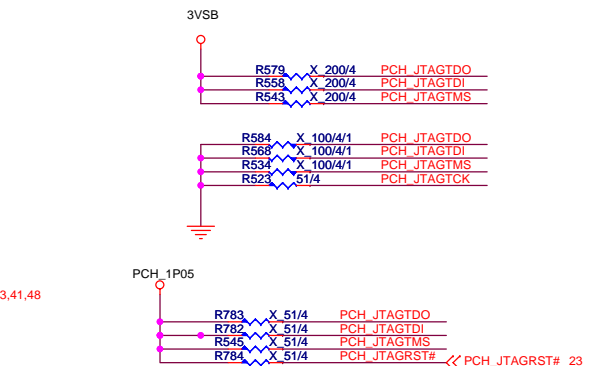 3VSB
R579 X_200/4 PCH_JTAGTDO
R558 X_200/4 PCH_JTAGTDI
R543 X_200/4 PCH_JTAGTMS
R584 X_100/4/1 PCH_JTAGTDO
R568 X_100/4/1 PCH_JTAGTDI
R534 X_100/4/1 PCH_JTAGTMS
R523 51/4 PCH_JTAGTCK
PCH_1P05
3,41,48
R783 X_51/4 PCH_JTAGTDO
R782 X_51/4 PCH_JTAGTDI
R545 X_51/4 PCH_JTAGTMS
R784 X_51/4 PCH_JTAGRST# PCH_JTAGRST# 23